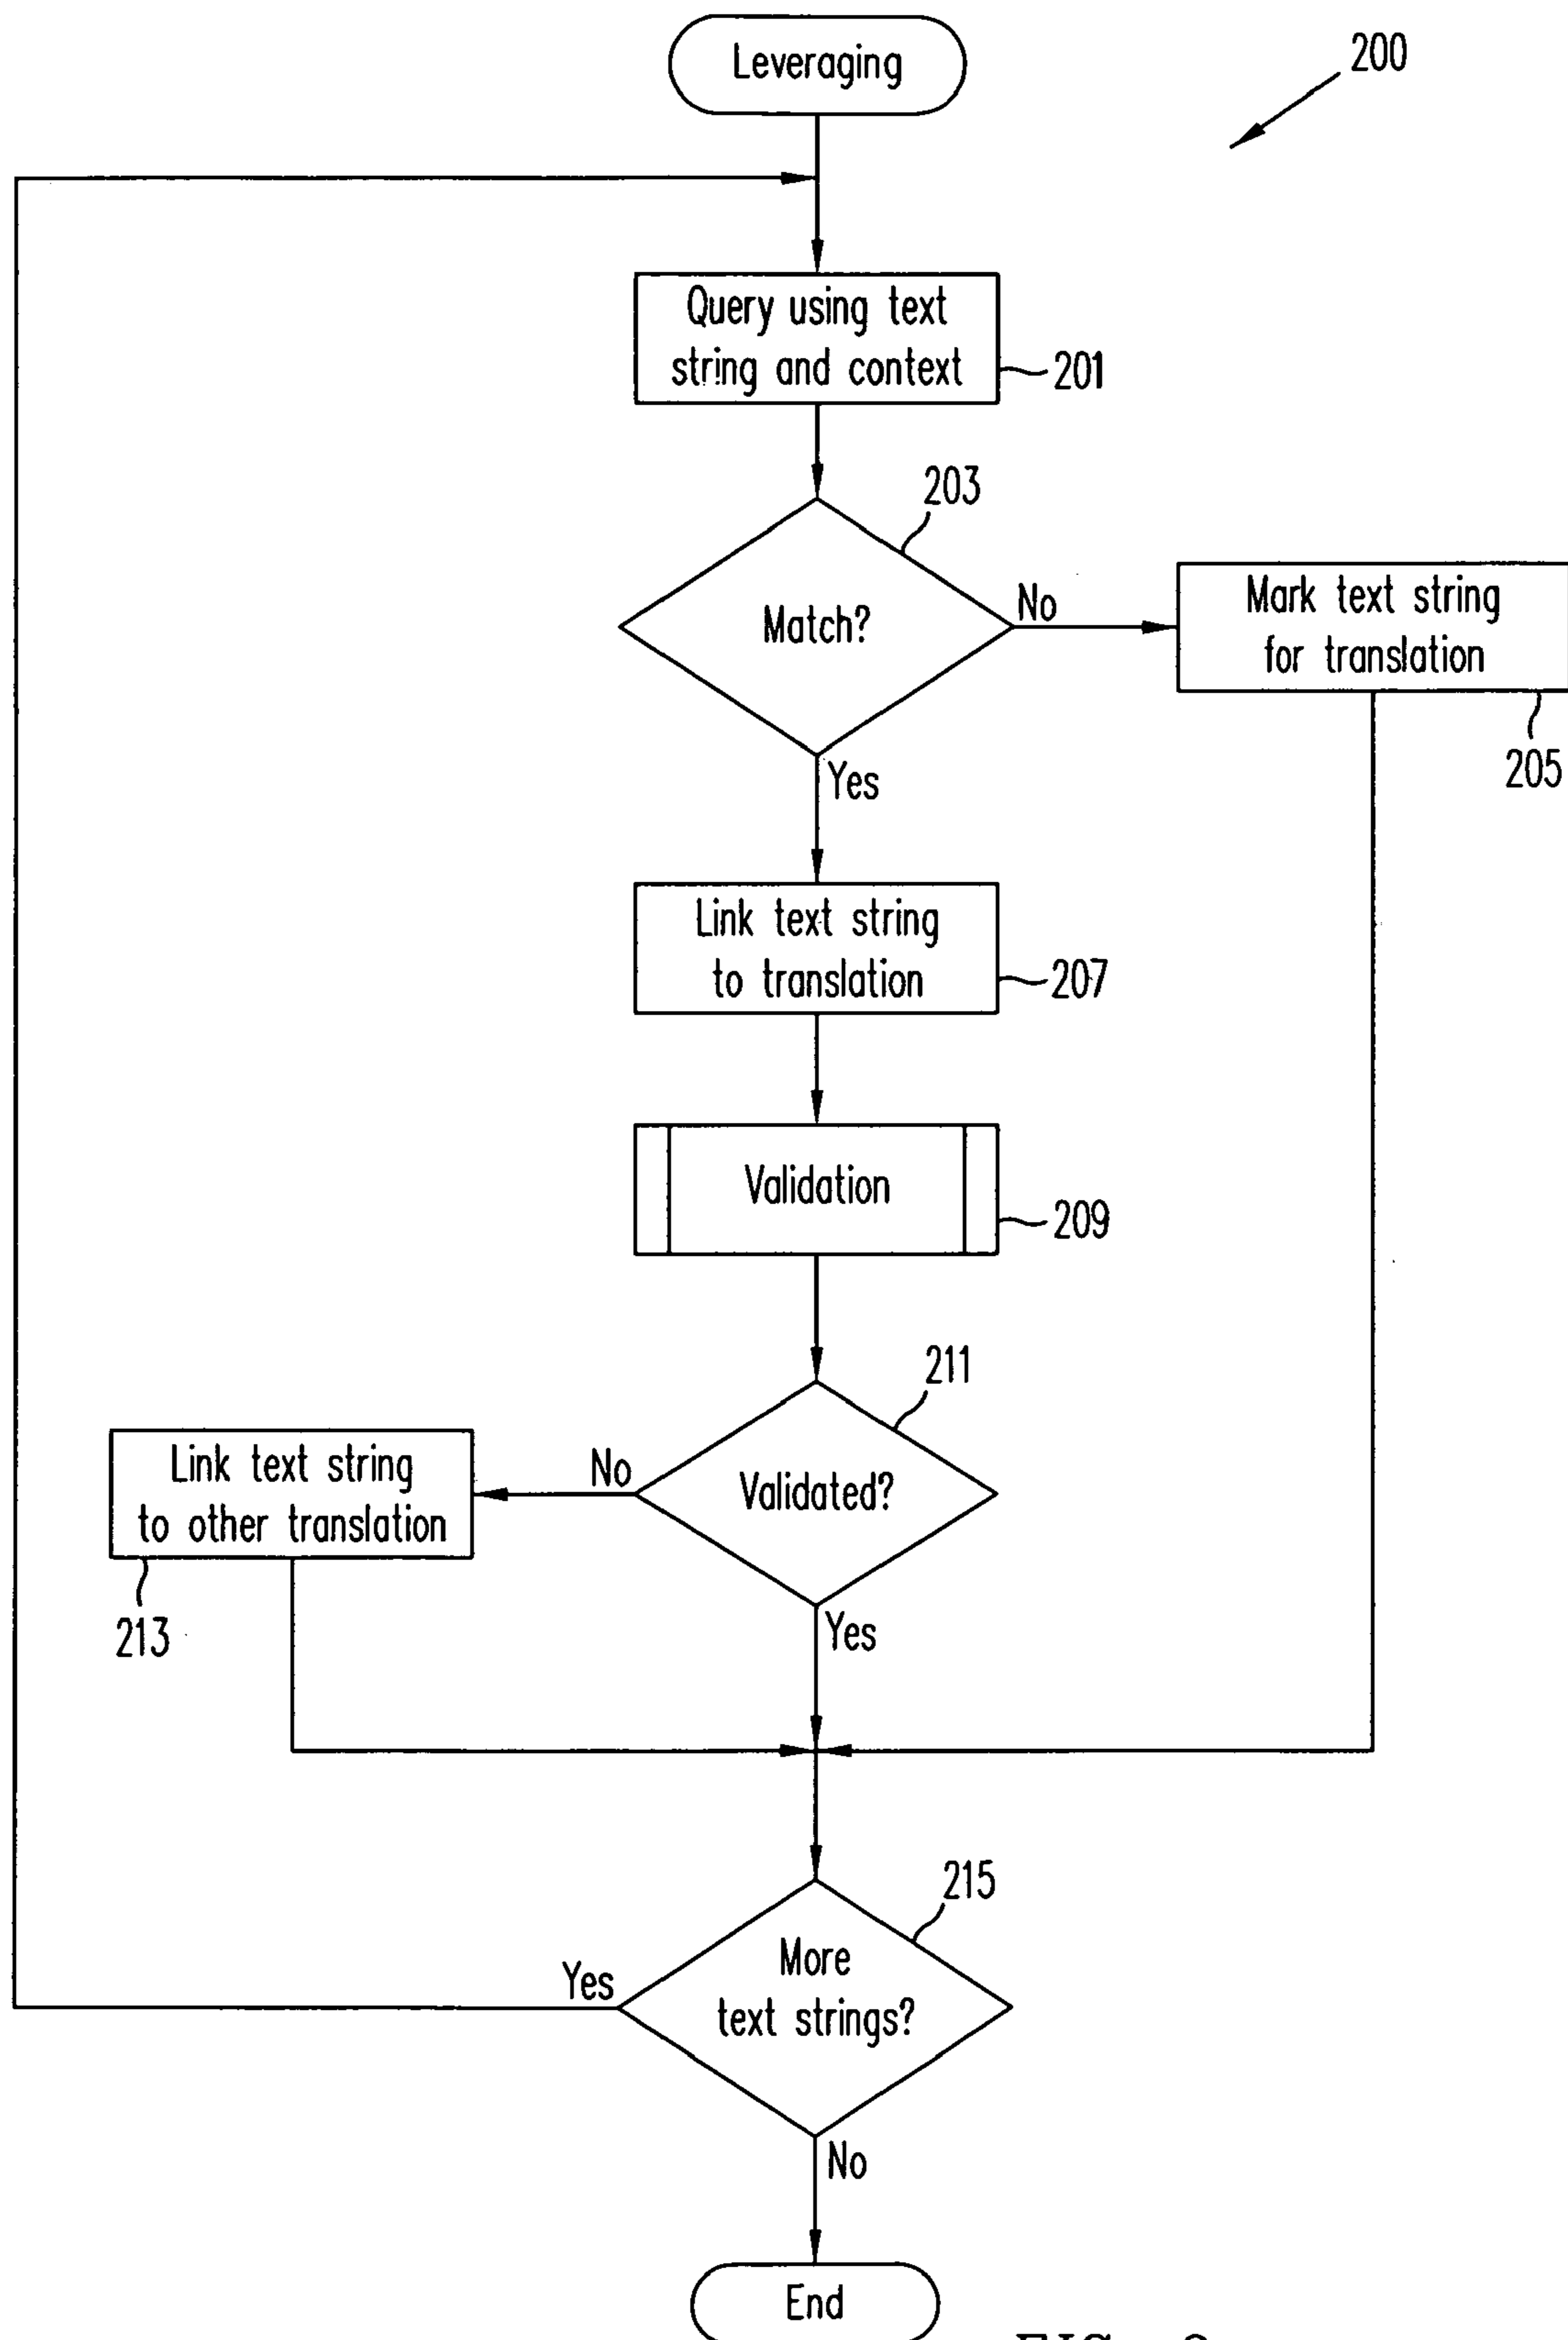 Leveraging
200
Query using text
string and context
201
203
Match?
No
Mark text string
for translation
205
Yes
Link text string
to translation
207
Validation
209
211
Validated?
No
Link text string
to other translation
213
Yes
215
More
text strings?
Yes
No
End